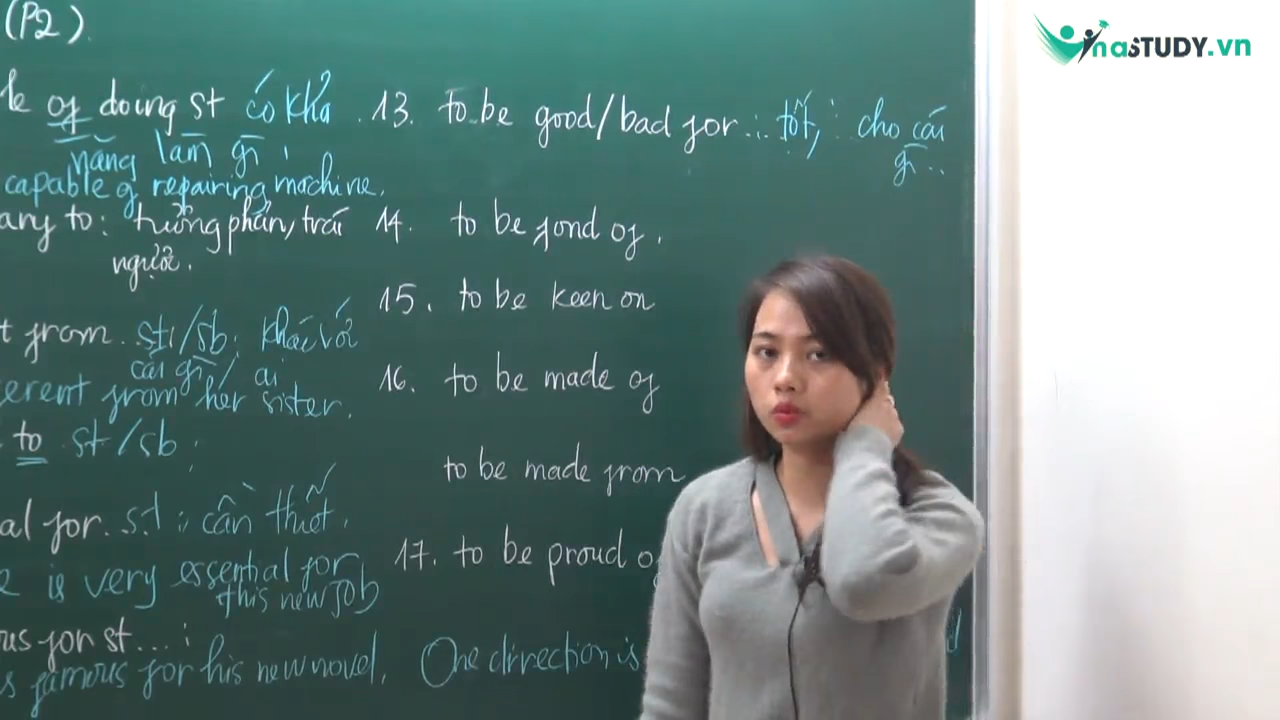 (P2).
le of doing st có khả
năng làm gì
capable of repairing machine.
ary to: tương phản, trái
ngược.
t from. st/sb: khác với
cái gì / ai
erent from her sister.
to st/sb:
al for. st: cần thiết.
e is very essential for
this new job
us for st...:
s famous for his new novel. One direction is
13. to be good/bad for... tốt, cho cái
gì...
14. to be fond of.
15. to be keen on
16. to be made of
to be made from
17. to be proud o
naSTUDY.vn